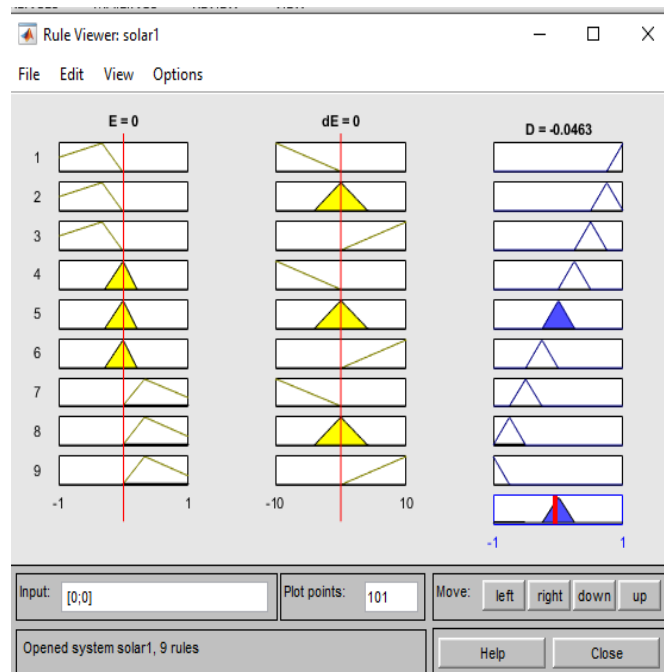 Rule Viewer: solar1
File Edit View Options
E = 0 dE = 0 D = -0.0463
1
2
3
4
5
6
7
8
9
-1 1 -10 10
-1 1
Input: [0;0] Plot points: 101 Move: left right down up
Opened system solar1, 9 rules Help Close